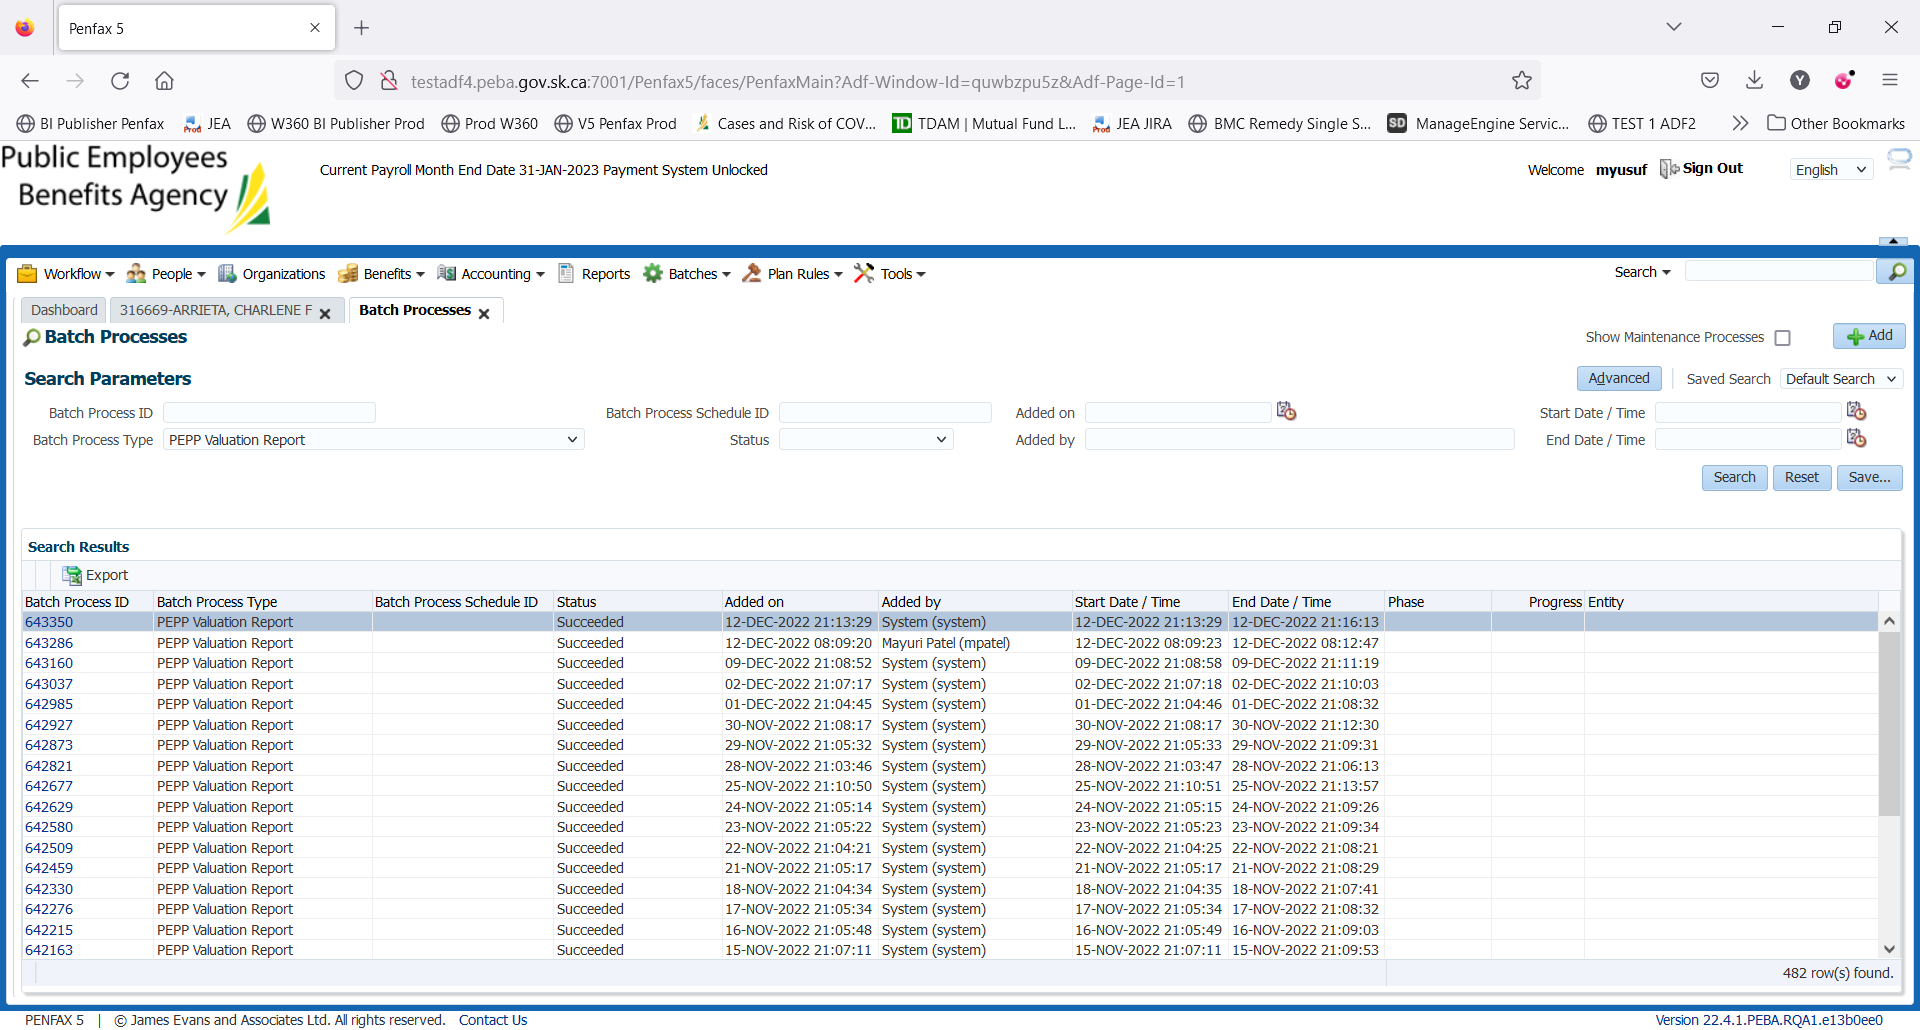 Penfax 5
testadf4.peba.gov.sk.ca:7001/Penfax5/faces/PenfaxMain?Adf-Window-Id=quwbzpu5z&Adf-Page-Id=1
Y
BI Publisher Penfax JEA W360 BI Publisher Prod Prod W360 V5 Penfax Prod Cases and Risk of COV... TDAM | Mutual Fund L... JEA JIRA BMC Remedy Single S... SD ManageEngine Servic... TEST 1 ADF2 Other Bookmarks
Public Employees
Benefits Agency
Current Payroll Month End Date 31-JAN-2023 Payment System Unlocked
Welcome myusuf Sign Out English
Workflow People Organizations Benefits Accounting Reports Batches Plan Rules Tools Search
Dashboard 316669-ARRIETA, CHARLENE F Batch Processes
Batch Processes
Show Maintenance Processes Add
Search Parameters
Advanced Saved Search Default Search
Batch Process ID Batch Process Schedule ID Added on Start Date / Time
Batch Process Type PEPP Valuation Report Status Added by End Date / Time
Search Reset Save...
Search Results
Export
Batch Process ID Batch Process Type Batch Process Schedule ID Status Added on Added by Start Date / Time End Date / Time Phase Progress Entity
643350 PEPP Valuation Report Succeeded 12-DEC-2022 21:13:29 System (system) 12-DEC-2022 21:13:29 12-DEC-2022 21:16:13
643286 PEPP Valuation Report Succeeded 12-DEC-2022 08:09:20 Mayuri Patel (mpatel) 12-DEC-2022 08:09:23 12-DEC-2022 08:12:47
643160 PEPP Valuation Report Succeeded 09-DEC-2022 21:08:52 System (system) 09-DEC-2022 21:08:58 09-DEC-2022 21:11:19
643037 PEPP Valuation Report Succeeded 02-DEC-2022 21:07:17 System (system) 02-DEC-2022 21:07:18 02-DEC-2022 21:10:03
642985 PEPP Valuation Report Succeeded 01-DEC-2022 21:04:45 System (system) 01-DEC-2022 21:04:46 01-DEC-2022 21:08:32
642927 PEPP Valuation Report Succeeded 30-NOV-2022 21:08:17 System (system) 30-NOV-2022 21:08:17 30-NOV-2022 21:12:30
642873 PEPP Valuation Report Succeeded 29-NOV-2022 21:05:32 System (system) 29-NOV-2022 21:05:33 29-NOV-2022 21:09:31
642821 PEPP Valuation Report Succeeded 28-NOV-2022 21:03:46 System (system) 28-NOV-2022 21:03:47 28-NOV-2022 21:06:13
642677 PEPP Valuation Report Succeeded 25-NOV-2022 21:10:50 System (system) 25-NOV-2022 21:10:51 25-NOV-2022 21:13:57
642629 PEPP Valuation Report Succeeded 24-NOV-2022 21:05:14 System (system) 24-NOV-2022 21:05:15 24-NOV-2022 21:09:26
642580 PEPP Valuation Report Succeeded 23-NOV-2022 21:05:22 System (system) 23-NOV-2022 21:05:23 23-NOV-2022 21:09:34
642509 PEPP Valuation Report Succeeded 22-NOV-2022 21:04:21 System (system) 22-NOV-2022 21:04:25 22-NOV-2022 21:08:21
642459 PEPP Valuation Report Succeeded 21-NOV-2022 21:05:17 System (system) 21-NOV-2022 21:05:17 21-NOV-2022 21:08:29
642330 PEPP Valuation Report Succeeded 18-NOV-2022 21:04:34 System (system) 18-NOV-2022 21:04:35 18-NOV-2022 21:07:41
642276 PEPP Valuation Report Succeeded 17-NOV-2022 21:05:34 System (system) 17-NOV-2022 21:05:34 17-NOV-2022 21:08:32
642215 PEPP Valuation Report Succeeded 16-NOV-2022 21:05:48 System (system) 16-NOV-2022 21:05:49 16-NOV-2022 21:09:03
642163 PEPP Valuation Report Succeeded 15-NOV-2022 21:07:11 System (system) 15-NOV-2022 21:07:11 15-NOV-2022 21:09:53
482 row(s) found.
PENFAX 5 | © James Evans and Associates Ltd. All rights reserved. Contact Us Version 22.4.1.PEBA.RQA1.e13b0ee0